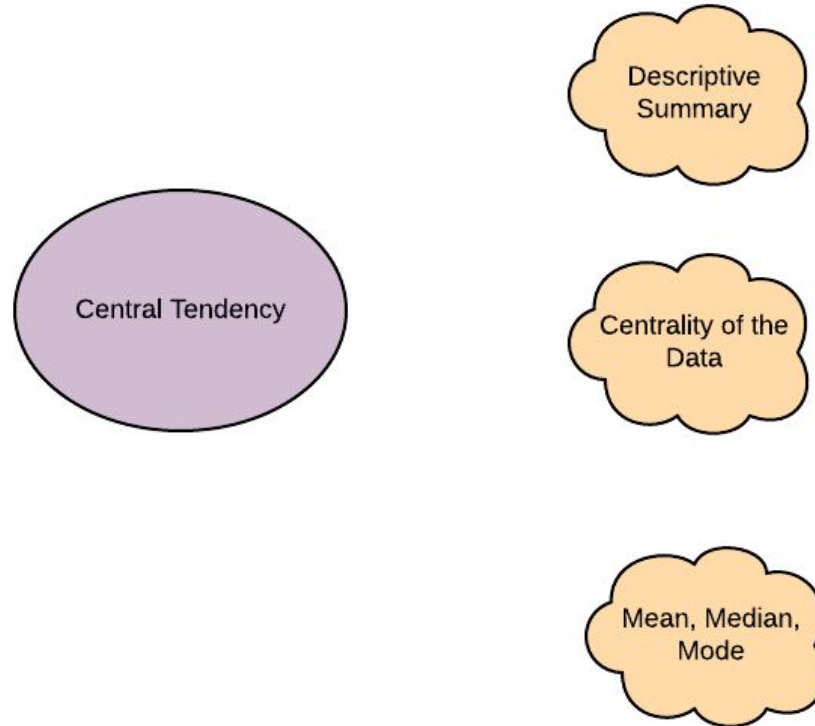 Descriptive
Summary
Central Tendency
Centrality of the
Data
Mean, Median,
Mode